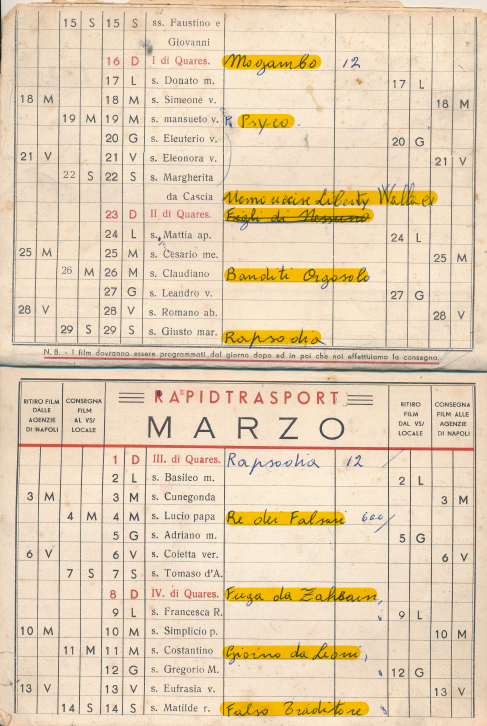 15 S 15 S ss. Faustino e
Giovanni
16 D I di Quares. Mogambo 12
17 L s. Donato m. 17 L
18 M 18 M s. Simeone v. 18 M
19 M 19 M s. mansueto v. Psyco.
20 G s. Eleuterio v. 20 G
21 V 21 V s. Eleonora v. 21 V
22 S 22 S s. Margherita
da Cascia Uomo uccise Liberty Wallace
23 D II di Quares. Figli di Nessuno
24 L s. Mattia ap. 24 L
25 M 25 M s. Cesario me. 25 M
26 M 26 M s. Claudiano Banditi Orgosolo
27 G s. Leandro v. 27 G
28 V 28 V s. Romano ab. 28 V
29 S 29 S s. Giusto mar. Rapsodia
N. B. - I film dovranno essere programmati dal giorno dopo ed in poi che noi effettuiamo la consegna.
RITIRO FILM DALLE AGENZIE DI NAPOLI
CONSEGNA FILM AL VS/ LOCALE
RAPIDTRASPORT
MARZO
RITIRO FILM DAL VS/ LOCALE
CONSEGNA FILM ALLE AGENZIE DI NAPOLI
1 D III. di Quares. Rapsodia 12
2 L s. Basileo m. 2 L
3 M 3 M s. Cunegonda 3 M
4 M 4 M s. Lucio papa Re dei Falsari 600/
5 G s. Adriano m. 5 G
6 V 6 V s. Coietta ver. 6 V
7 S 7 S s. Tomaso d'A.
8 D IV. di Quares. Fuga da Zahrain,
9 L s. Francesca R. 9 L
10 M 10 M s. Simplicio p. 10 M
11 M 11 M s. Costantino Giorno da Leoni,
12 G s. Gregorio M. 12 G
13 V 13 V s. Eufrasia v. 13 V
14 S 14 S s. Matilde r. Falso Traditore